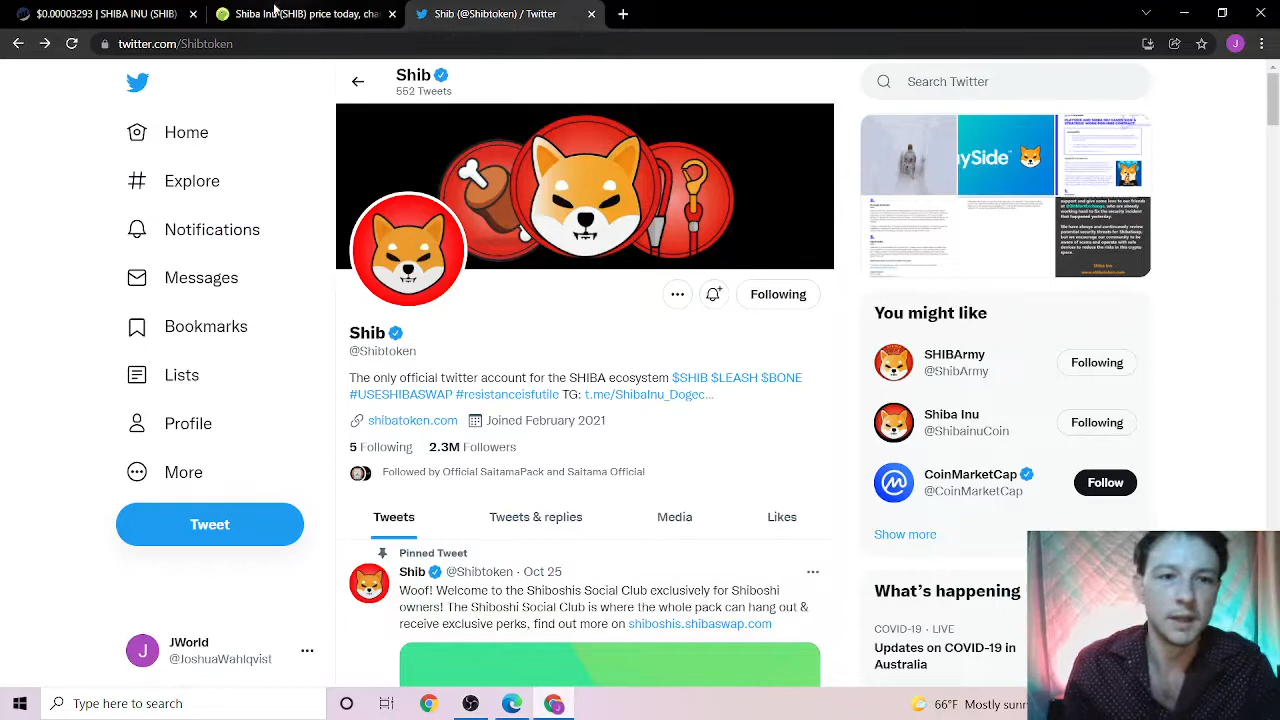 $0.00003293 | SHIBA INU (SHIB)
Shiba Inu (SHIB) price today, cha
Shib (@Shibtoken) / Twitter
twitter.com/Shibtoken
J
Shib
552 Tweets
Search Twitter
Home
Notifications
Bookmarks
Lists
Profile
More
Tweet
JWorld
@JoshuaWahlqvist
Following
Shib
@Shibtoken
The only official twitter account for the SHIBA ecosystem $SHIB $LEASH $BONE
#USESHIBASWAP #resistanceisfutile TG: t.me/ShibaInu_Dogec...
shibatoken.com Joined February 2021
5 Following 2.3M Followers
Followed by Official SaitamaPack and Saitama Official
Tweets Tweets & replies Media Likes
Pinned Tweet
Shib @Shibtoken · Oct 25
Woof! Welcome to the Shiboshis Social Club exclusively for Shiboshi
owners! The Shiboshi Social Club is where the whole pack can hang out &
receive exclusive perks, find out more on shiboshis.shibaswap.com
ySide™
You might like
SHIBArmy
@ShibArmy
Following
Shiba Inu
@ShibainuCoin
Following
CoinMarketCap
@CoinMarketCap
Follow
Show more
What's happening
COVID-19 · LIVE
Updates on COVID-19 in
Australia
Type here to search
66°F Mostly sunn